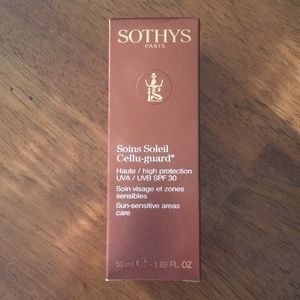 SOTHYS
PARIS
Soins Soleil
Cellu-guard*
Haute / high protection
UVA / UVB SPF 30
Soin visage et zones
sensibles
Sun-sensitive areas
care
50 ml ℮ - 1.69 FL. OZ